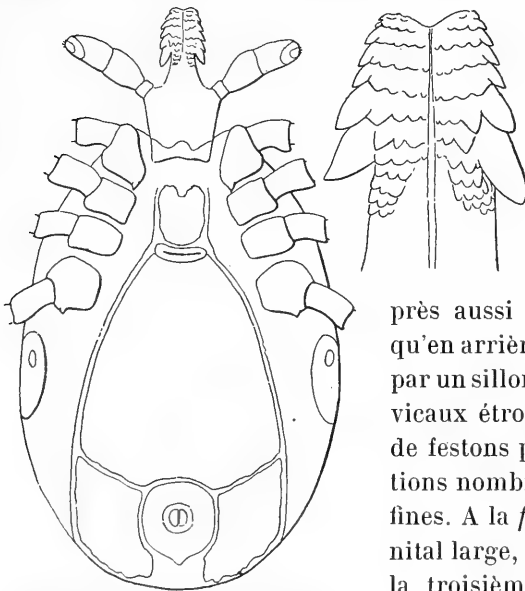 près aussi
qu'en arrièr
par un sillon
vicaux étro
de festons p
tions nomb
fines. A la f
nital large,
la troisièm